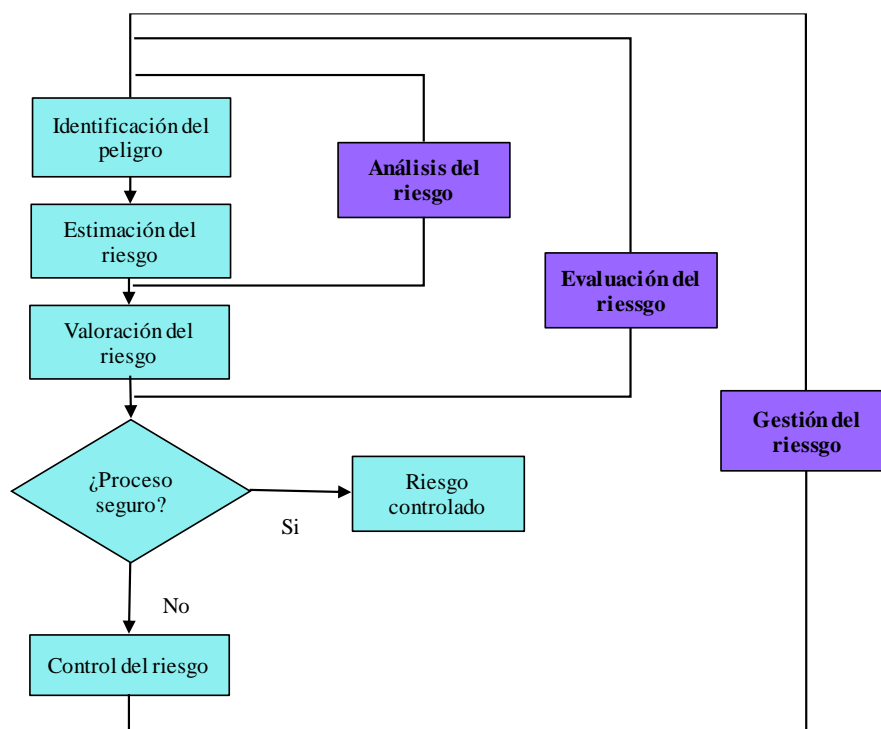 Identificación del
peligro
Análisis del
riesgo
Estimación del
riesgo
Evaluación del
riessgo
Valoración del
riesgo
Gestión del
riessgo
¿Proceso
seguro?
Riesgo
controlado
Si
No
Control del riesgo